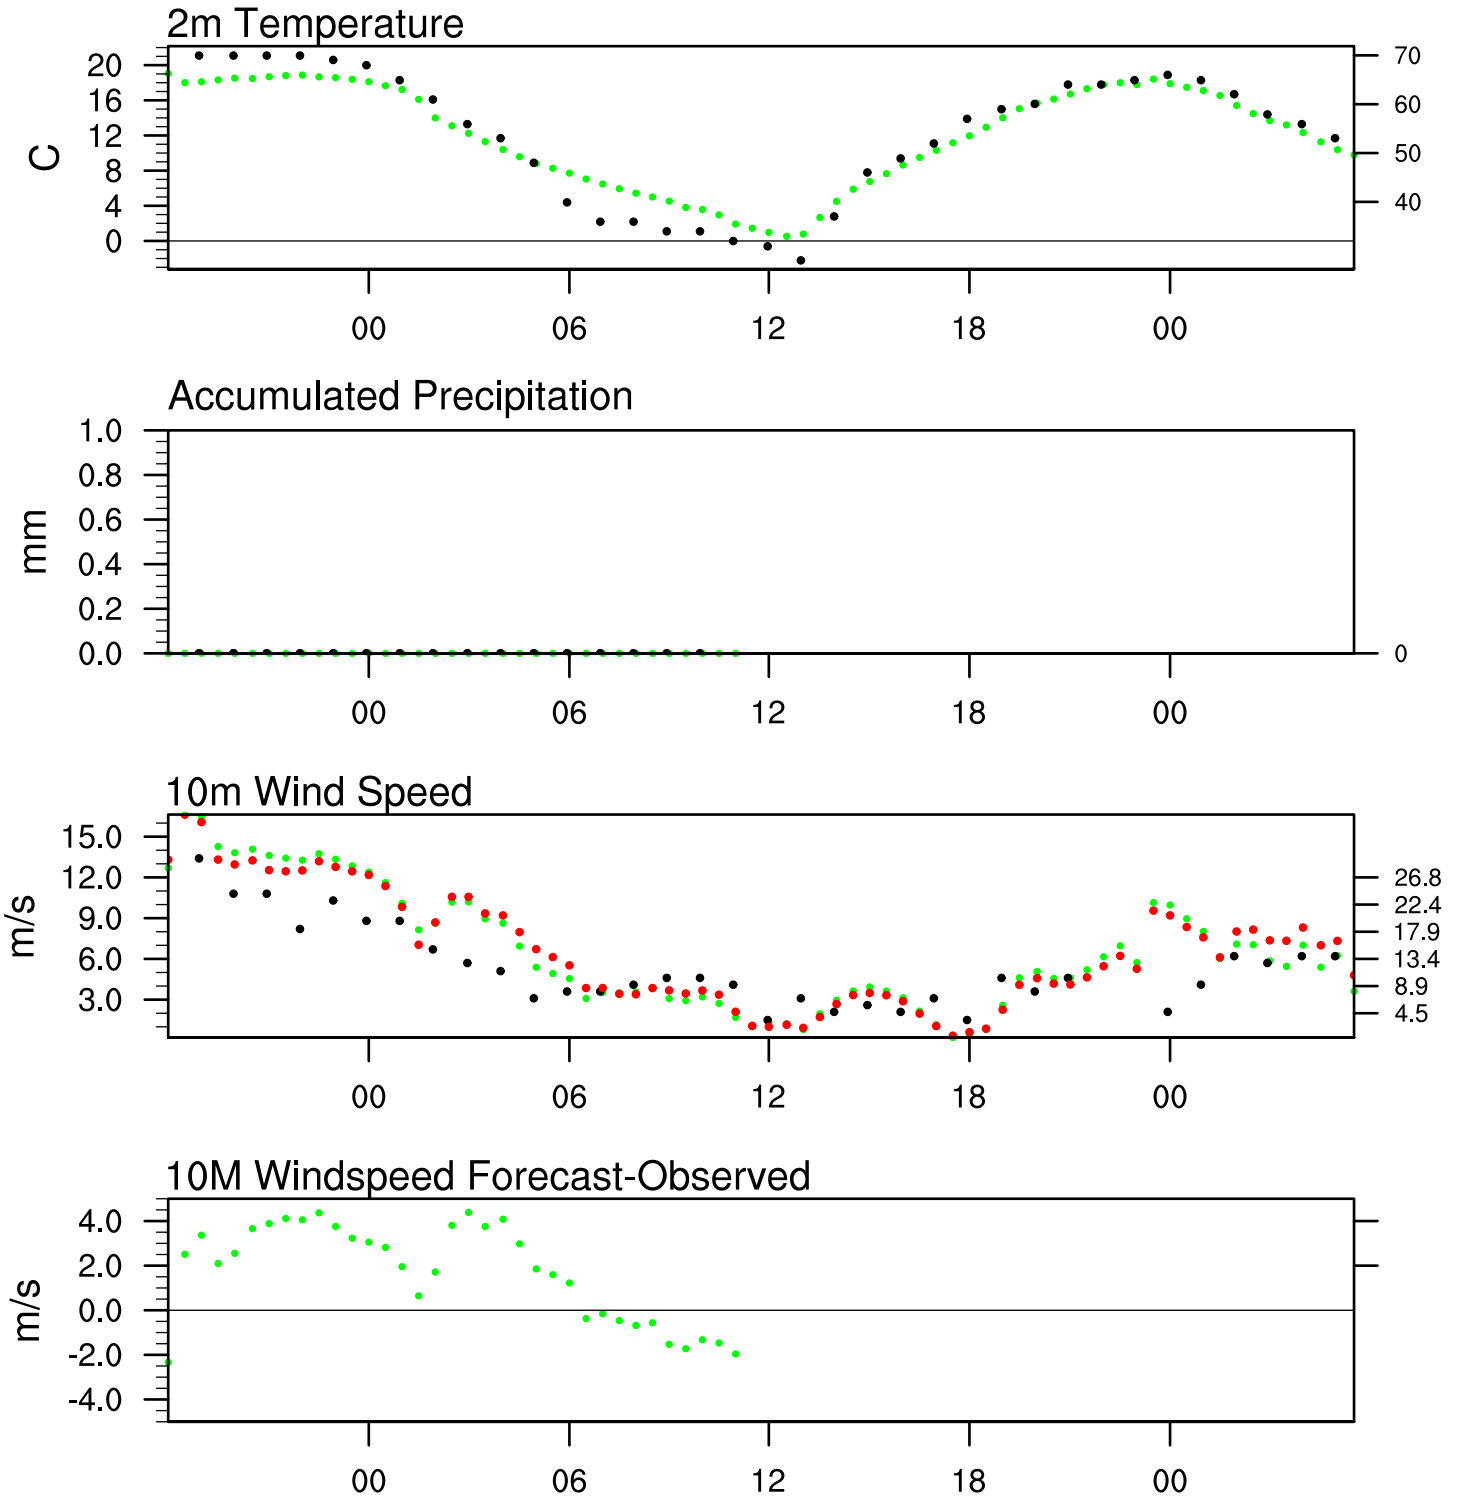 2m Temperature
20
16
12
8
4
0
C
70
60
50
40
00 06 12 18 00
Accumulated Precipitation
1.0
0.8
0.6
0.4
0.2
0.0
mm
0
00 06 12 18 00
10m Wind Speed
15.0
12.0
9.0
6.0
3.0
m/s
26.8
22.4
17.9
13.4
8.9
4.5
00 06 12 18 00
10M Windspeed Forecast-Observed
4.0
2.0
0.0
-2.0
-4.0
m/s
00 06 12 18 00